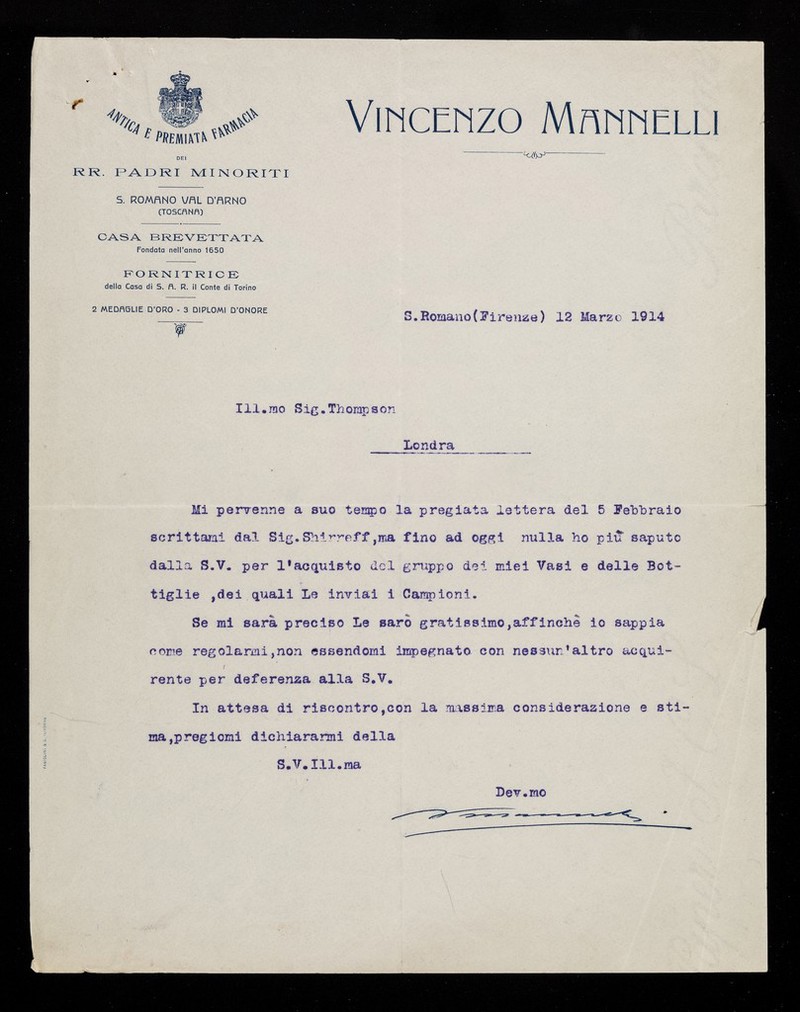 ANTICA E PREMIATA FARMACIA
DEI
RR. PADRI MINORITI
S. ROMANO VAL D'ARNO
(TOSCANA)
CASA BREVETTATA
Fondata nell'anno 1650
FORNITRICE
della Casa di S. A. R. il Conte di Torino
2 MEDAGLIE D'ORO - 3 DIPLOMI D'ONORE
VINCENZO MANNELLI
S.Romano(Firenze) 12 Marzo 1914
Ill.mo Sig.Thompson
Londra
Mi pervenne a suo tempo la pregiata lettera del 5 Febbraio
scrittami dal Sig.Shirreff,ma fino ad oggi nulla ho più saputo
dalla S.V. per l'acquisto del gruppo dei miei Vasi e delle Bot-
tiglie ,dei quali Le inviai i Campioni.
Se mi sarà preciso Le sarò gratissimo,affinchè io sappia
come regolarmi,non essendomi impegnato con nessun'altro acqui-
rente per deferenza alla S.V.
In attesa di riscontro,con la massima considerazione e sti-
ma,pregiomi dichiararmi della
S.V.Ill.ma
Dev.mo